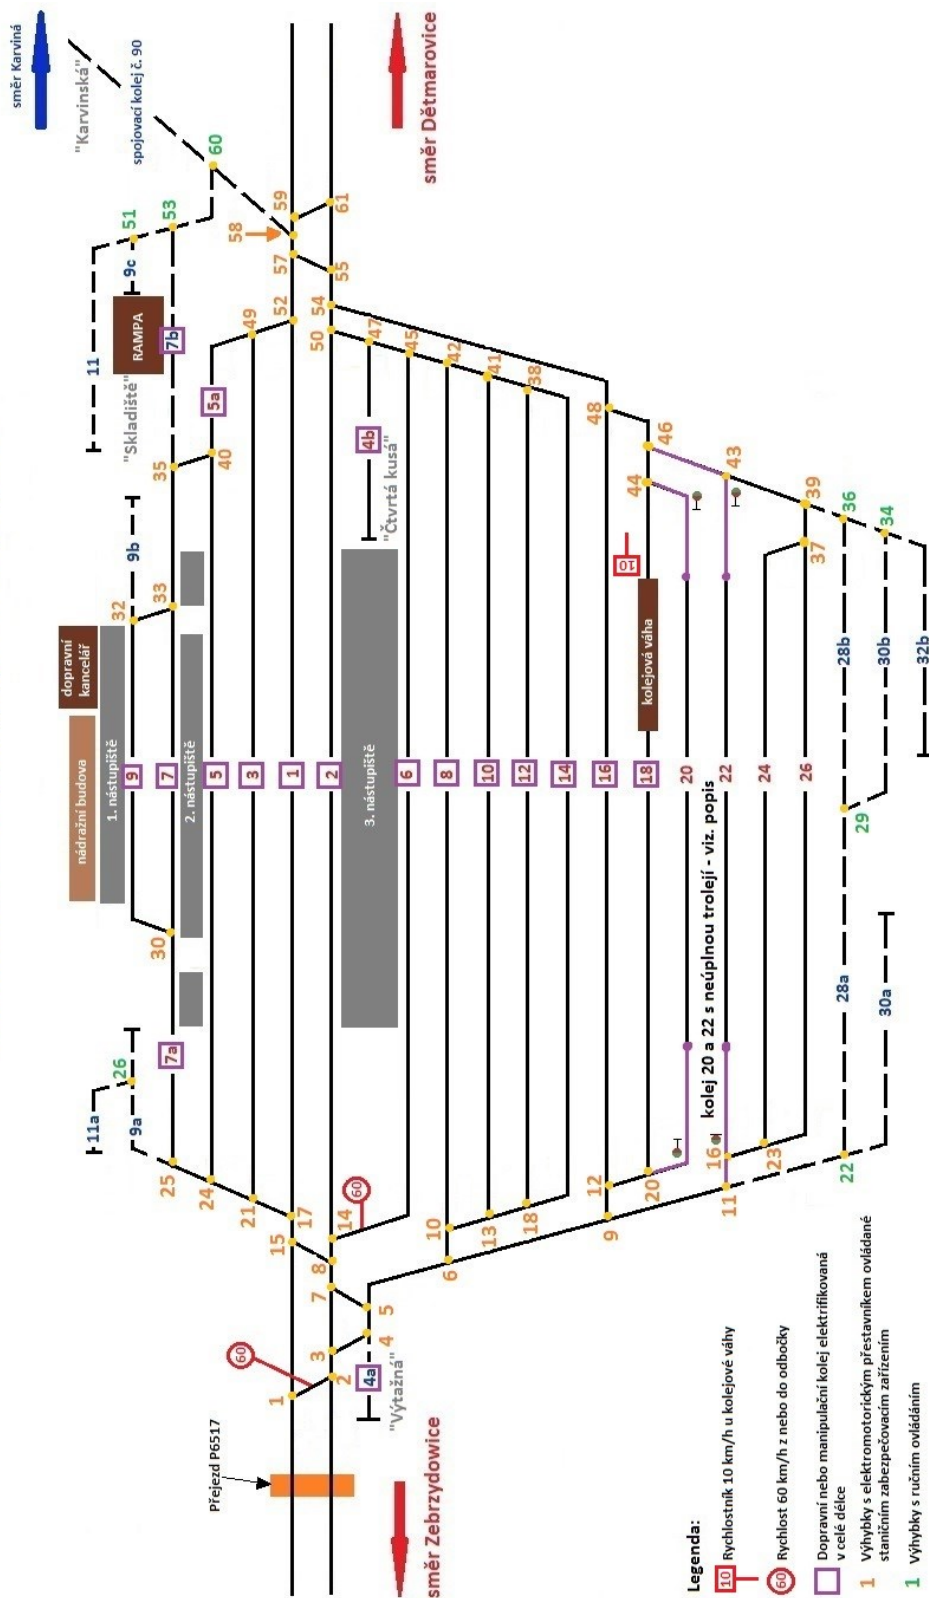 směr Karviná
"Karvinská"
spojovací kolej č. 90
směr Dětmarovice
60
51
53
59
61
58
57
55
9c
11
RAMPA
"Skladiště"
7b
5a
49
52
54
50
47
45
42
41
38
48
46
43
44
39
37
36
34
35
40
4b
"Čtvrtá kusá"
9b
32
33
10
kolejová váha
28b
30b
32b
dopravní
kancelář
nádražní budova
1. nástupiště
2. nástupiště
3. nástupiště
9
7
5
3
1
2
6
8
10
12
14
16
18
20
22
24
26
29
kolej 20 a 22 s neúplnou trolejí - viz. popis
30
7a
26
11a
9a
25
24
21
17
15
14
60
8
7
5
4
3
2
1
60
4a
"Výtažná"
10
13
18
6
12
9
20
16
11
23
22
28a
30a
Přejezd P6517
směr Zebrzydowice
Legenda:
10 Rychlostník 10 km/h u kolejové váhy
60 Rychlost 60 km/h z nebo do odbočky
Dopravní nebo manipulační kolej elektrifikovaná
v celé délce
1 Výhybky s elektromotorickým přestavníkem ovládané
staničním zabezpečovacím zařízením
1 Výhybky s ručním ovládáním